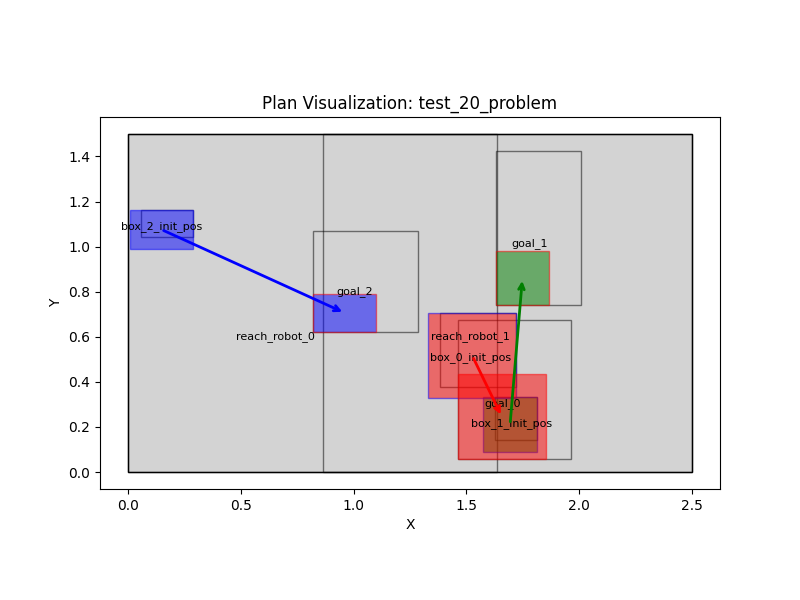 Plan Visualization: test_20_problem
1.4
1.2
1.0
0.8
0.6
0.4
0.2
0.0
Y
box_2_init_pos
goal_1
goal_2
reach_robot_0
reach_robot_1
box_0_init_pos
goal_0
box_1_init_pos
0.0
0.5
1.0
1.5
2.0
2.5
X